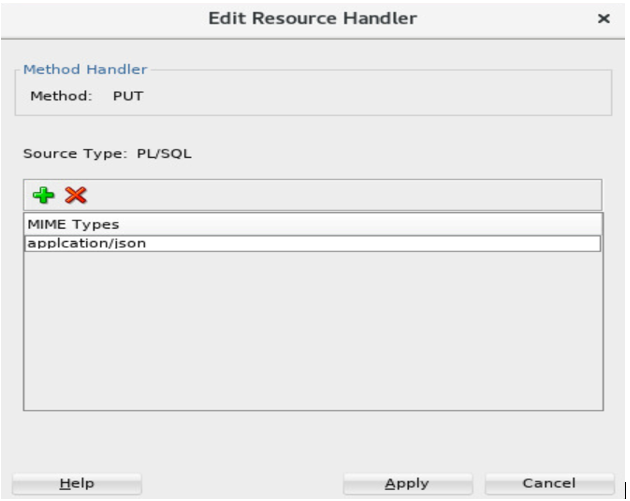 Edit Resource Handler
Method Handler
Method: PUT
Source Type: PL/SQL
MIME Types
applcation/json
Help Apply Cancel